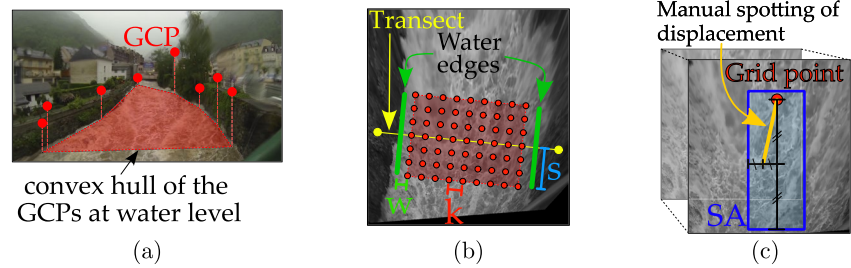 GCP
convex hull of the
GCPs at water level
(a)
Transect
Water
edges
s
w
k
(b)
Manual spotting of
displacement
Grid point
SA
(c)